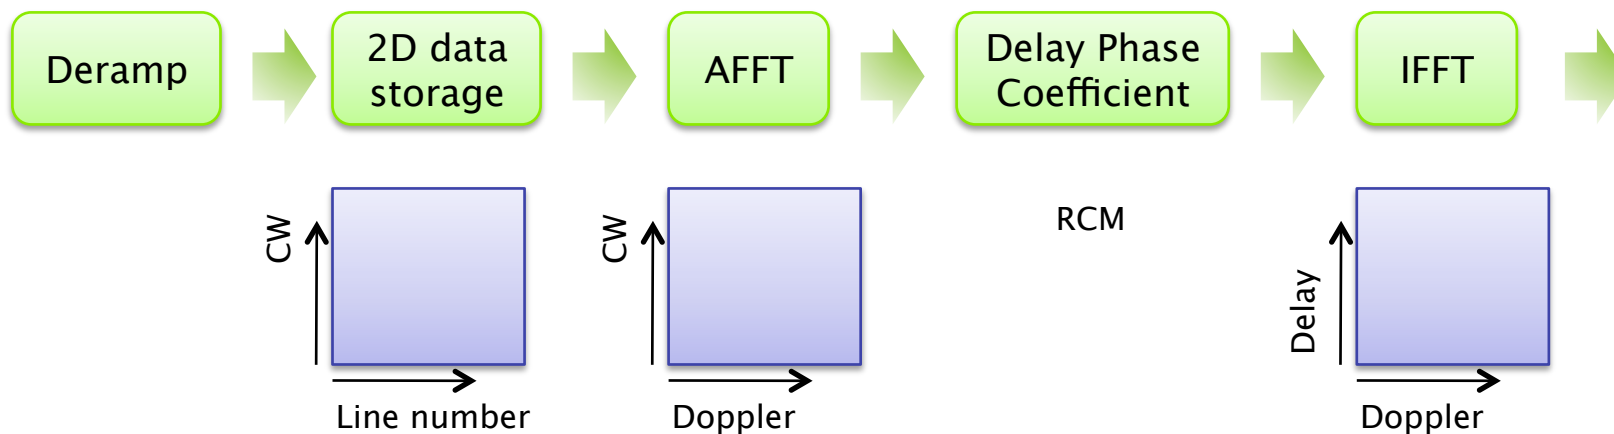 Deramp
2D data
storage
AFFT
Delay Phase
Coefficient
IFFT
CW
Line number
CW
Doppler
RCM
Delay
Doppler